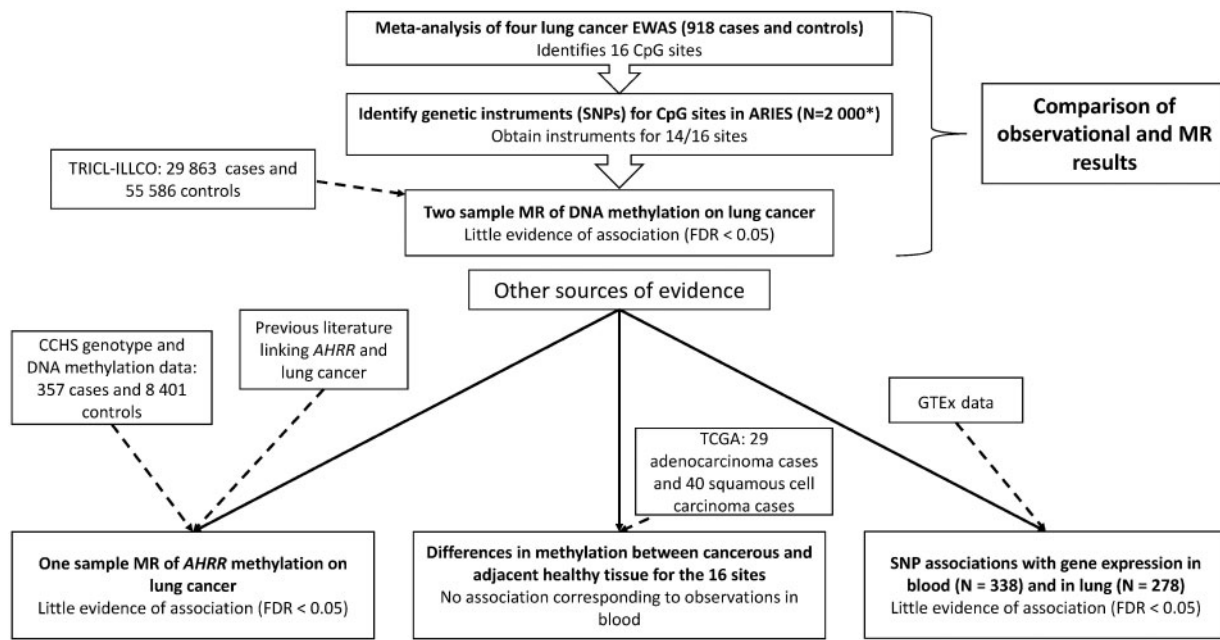 Meta-analysis of four lung cancer EWAS (918 cases and controls)
Identifies 16 CpG sites
Identify genetic instruments (SNPs) for CpG sites in ARIES (N=2 000*)
Obtain instruments for 14/16 sites
Comparison of
observational and MR
results
TRICL-ILLCO: 29 863 cases and
55 586 controls
Two sample MR of DNA methylation on lung cancer
Little evidence of association (FDR < 0.05)
Other sources of evidence
CCHS genotype and
DNA methylation data:
357 cases and 8 401
controls
Previous literature
linking AHRR and
lung cancer
GTEx data
TCGA: 29
adenocarcinoma cases
and 40 squamous cell
carcinoma cases
One sample MR of AHRR methylation on
lung cancer
Little evidence of association (FDR < 0.05)
Differences in methylation between cancerous and
adjacent healthy tissue for the 16 sites
No association corresponding to observations in
blood
SNP associations with gene expression in
blood (N = 338) and in lung (N = 278)
Little evidence of association (FDR < 0.05)